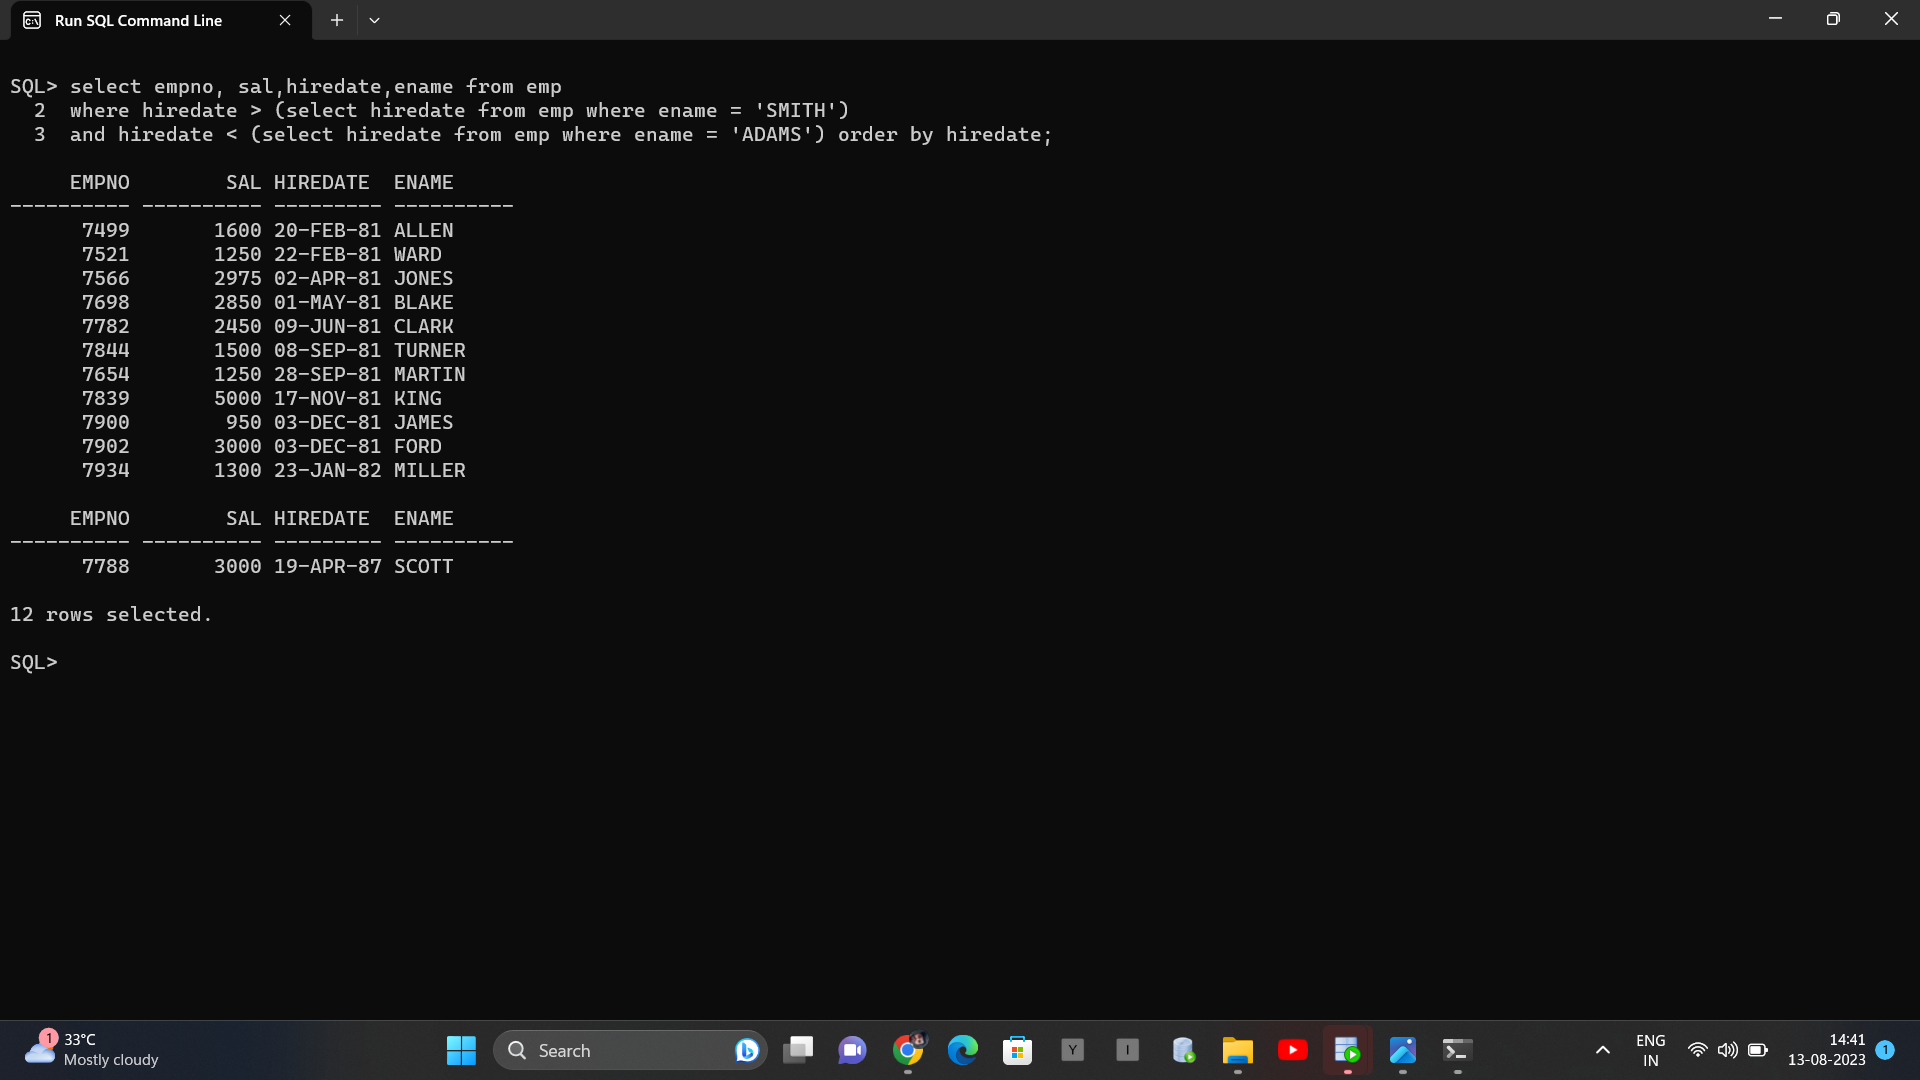 Run SQL Command Line
SQL> select empno, sal,hiredate,ename from emp
  2  where hiredate > (select hiredate from emp where ename = 'SMITH')
  3  and hiredate < (select hiredate from emp where ename = 'ADAMS') order by hiredate;
     EMPNO        SAL HIREDATE  ENAME
---------- ---------- --------- ----------
      7499       1600 20-FEB-81 ALLEN
      7521       1250 22-FEB-81 WARD
      7566       2975 02-APR-81 JONES
      7698       2850 01-MAY-81 BLAKE
      7782       2450 09-JUN-81 CLARK
      7844       1500 08-SEP-81 TURNER
      7654       1250 28-SEP-81 MARTIN
      7839       5000 17-NOV-81 KING
      7900        950 03-DEC-81 JAMES
      7902       3000 03-DEC-81 FORD
      7934       1300 23-JAN-82 MILLER
     EMPNO        SAL HIREDATE  ENAME
---------- ---------- --------- ----------
      7788       3000 19-APR-87 SCOTT
12 rows selected.
SQL>
1
33°C
Mostly cloudy
Search
Y
I
ENG
IN
14:41
13-08-2023
1